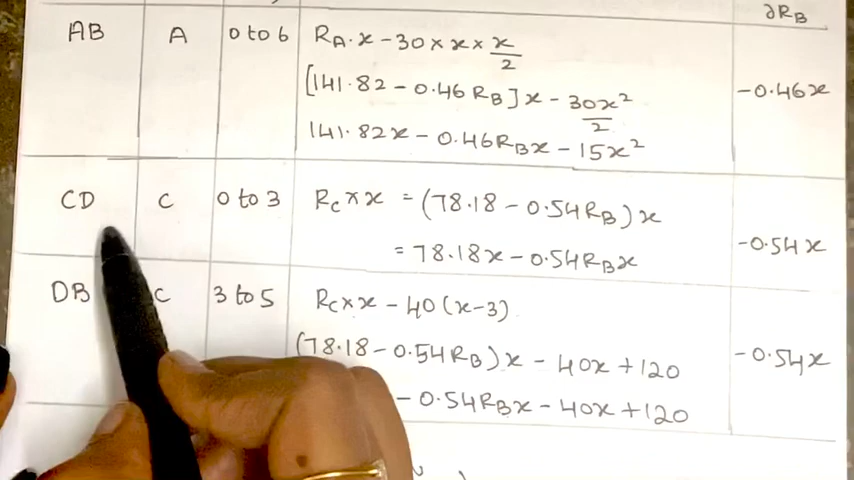 ∂R_B
AB A 0 to 6 R_A·x − 30 × x × x/2
[141.82 − 0.46 R_B]x − 30x²/2 −0.46x
141.82x − 0.46R_Bx − 15x²
CD C 0 to 3 R_C × x = (78.18 − 0.54R_B)x
= 78.18x − 0.54R_Bx −0.54x
DB C 3 to 5 R_C × x − 40(x−3)
(78.18 − 0.54R_B)x − 40x + 120 −0.54x
− 0.54R_Bx − 40x + 120